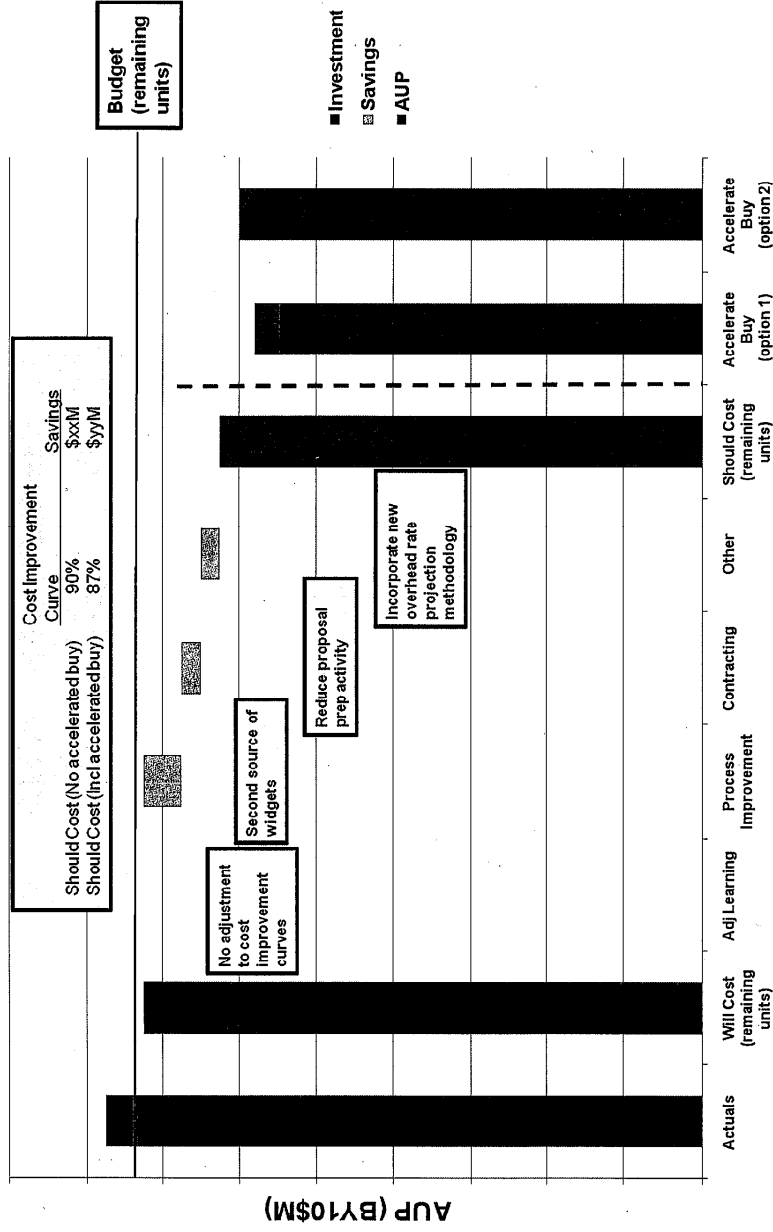 Cost Improvement
Curve Savings
Should Cost (No accelerated buy) 90% $xxM
Should Cost (Incl accelerated buy) 87% $yyM
Budget
(remaining
units)
Investment
Savings
AUP
AUP (BY10$M)
No adjustment
to cost
improvement
curves
Second source of
widgets
Reduce proposal
prep activity
Incorporate new
overhead rate
projection
methodology
Actuals
Will Cost
(remaining
units)
Adj Learning
Process
Improvement
Contracting
Other
Should Cost
(remaining
units)
Accelerate
Buy
(option 1)
Accelerate
Buy
(option 2)